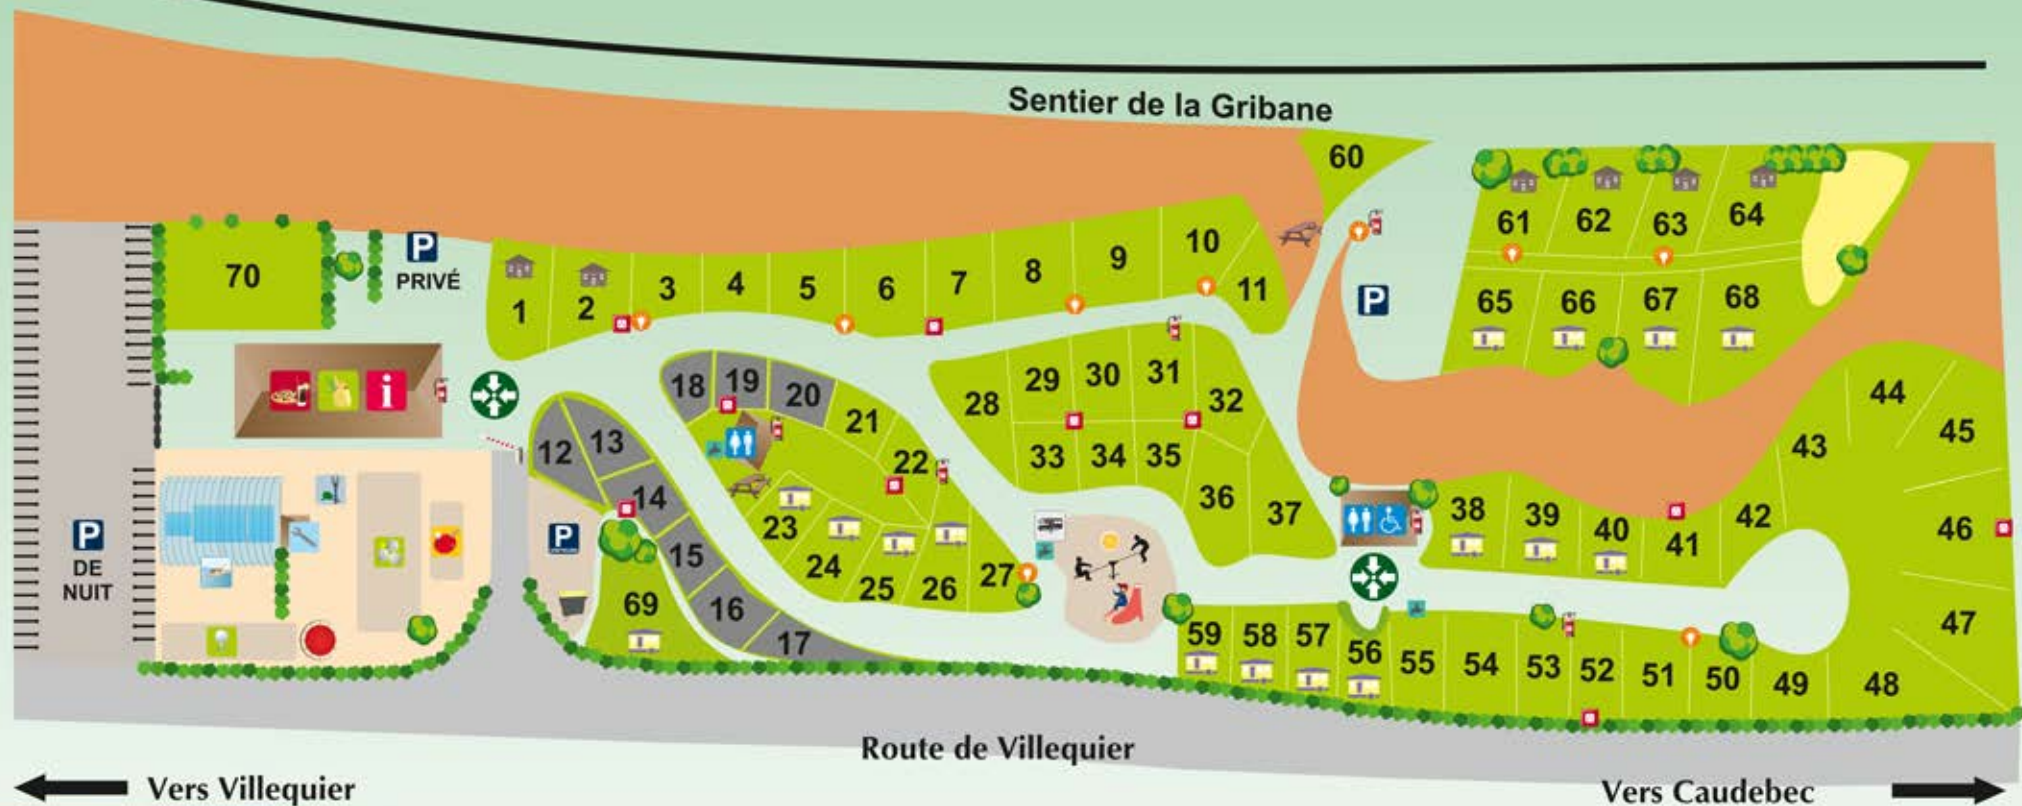 Sentier de la Gribane
60
61 62 63 64
65 66 67 68
70
P
PRIVÉ
1 2 3 4 5 6 7 8 9 10 11
P
18 19 20 21 22
12 13 14 15 16 17
23 24 25 26 27
28 29 30 31 32
33 34 35 36 37
38 39 40 41 42 43 44 45 46 47 48
59 58 57 56 55 54 53 52 51 50 49
69
i
P
P
DE
NUIT
Route de Villequier
Vers Villequier
Vers Caudebec